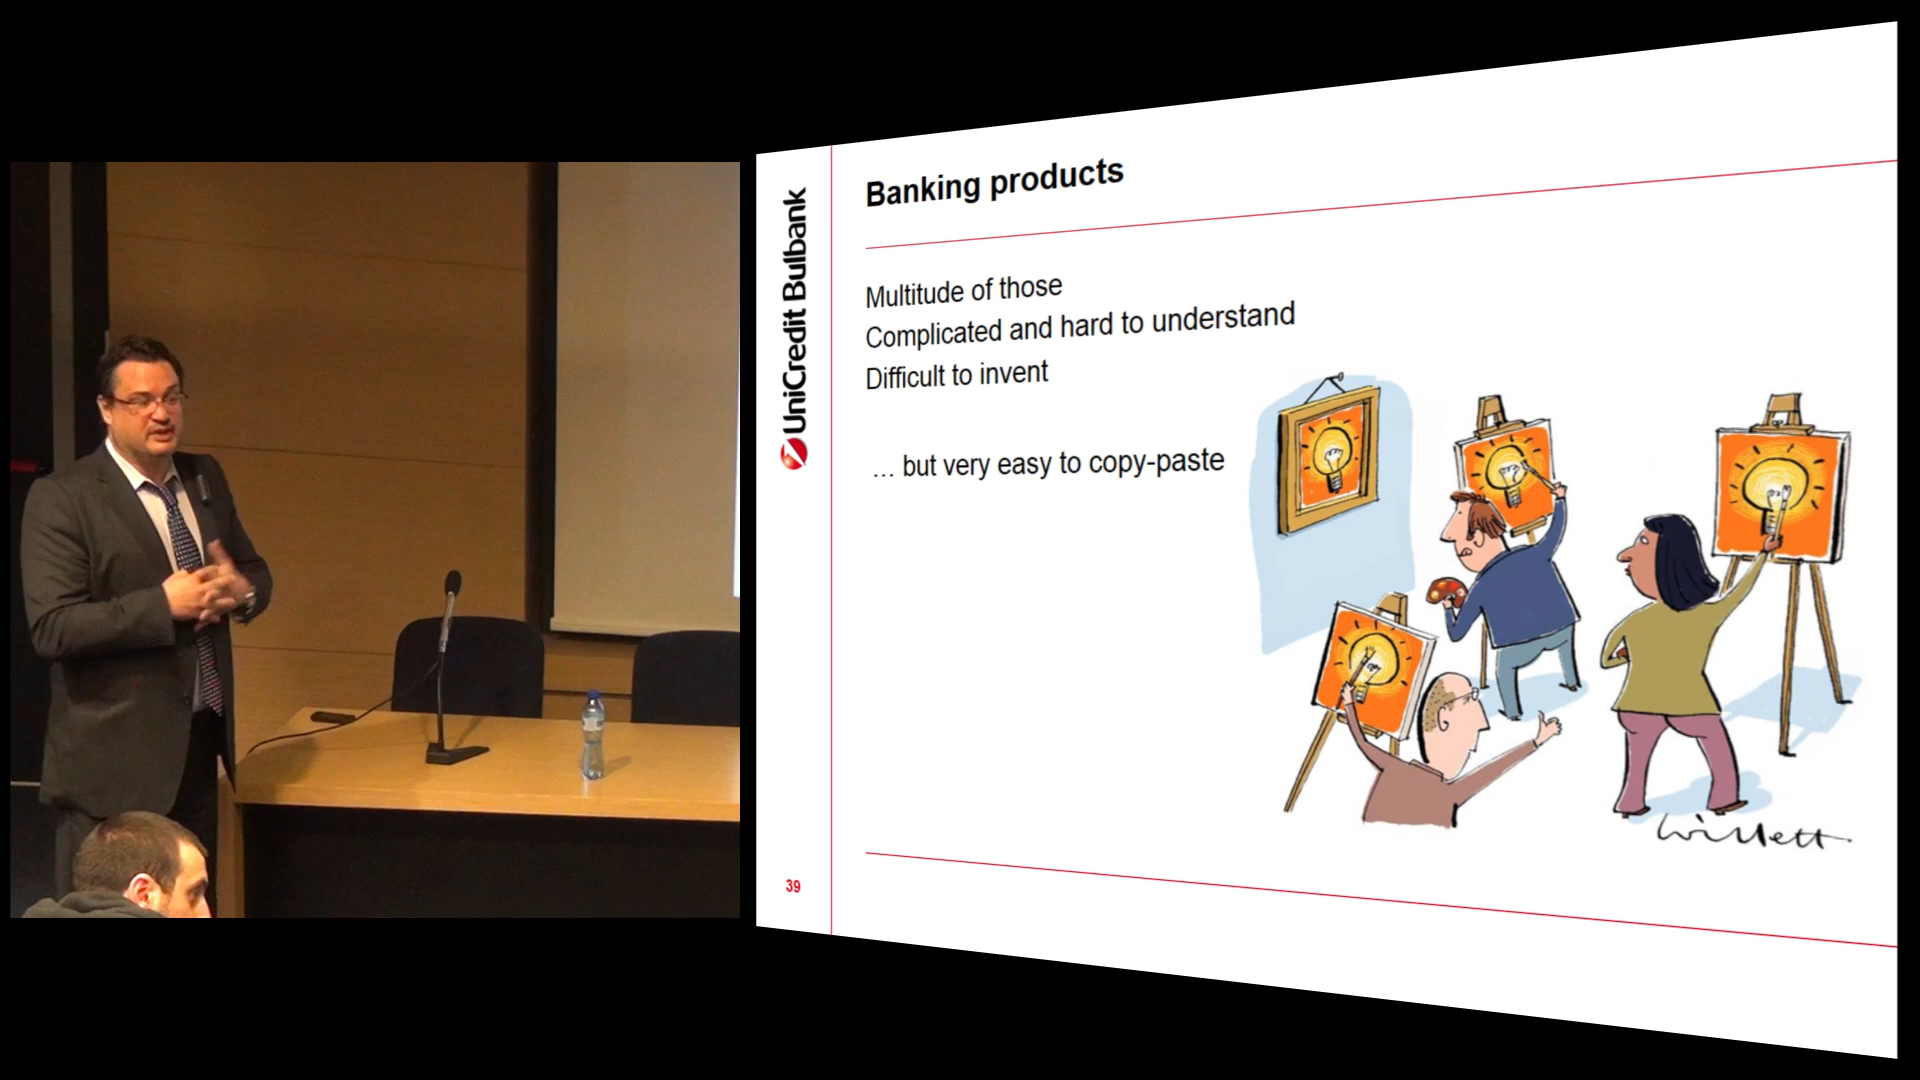 Banking products
UniCredit Bulbank
Multitude of those
Complicated and hard to understand
Difficult to invent
... but very easy to copy-paste
Willett
39